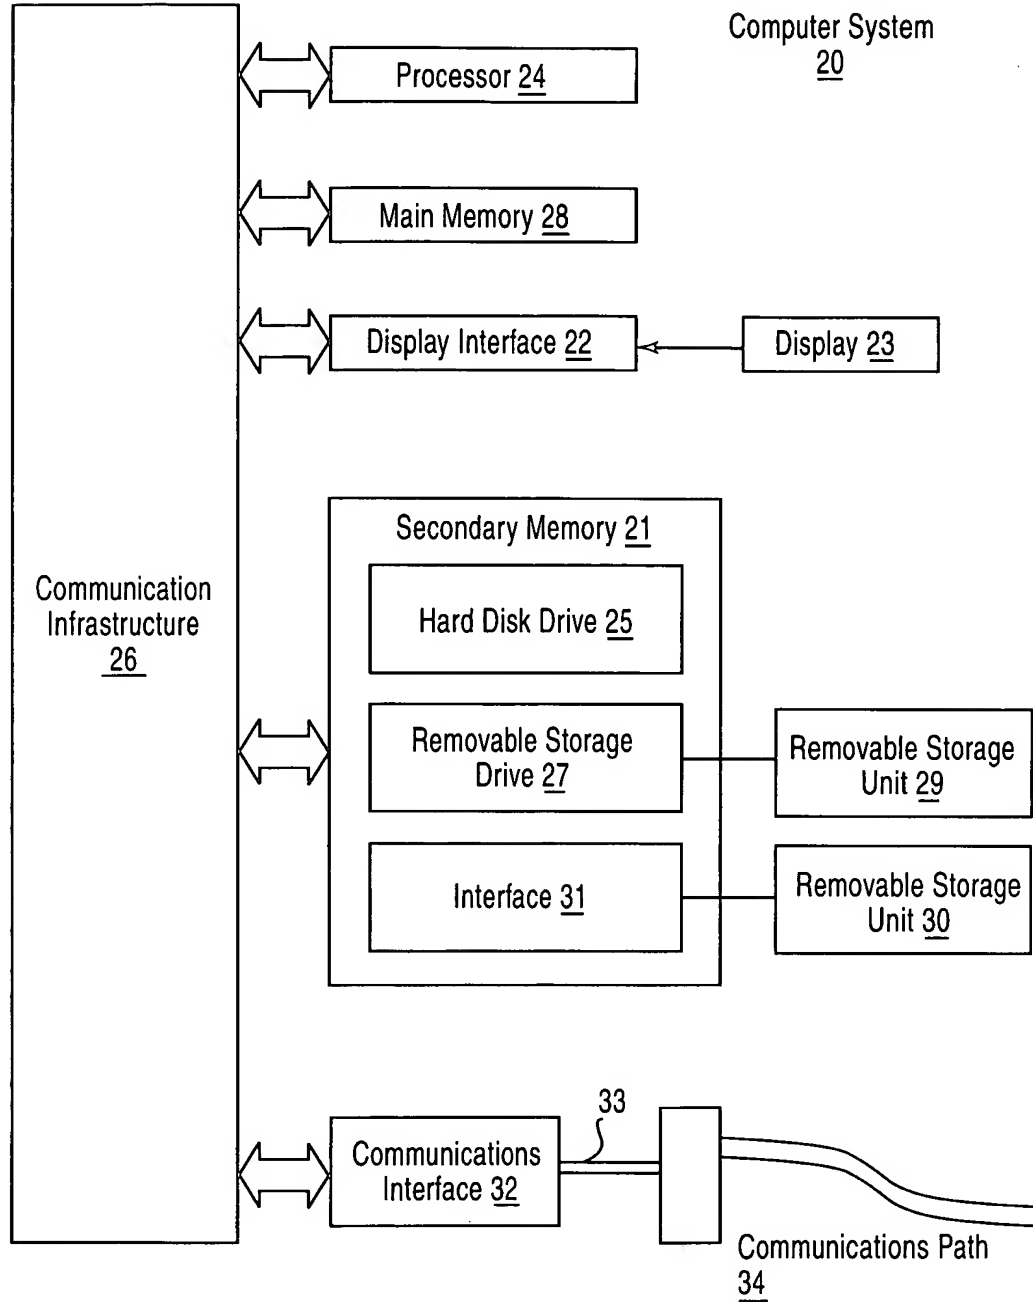 Computer System
20
Processor 24
Main Memory 28
Display Interface 22
Display 23
Communication
Infrastructure
26
Secondary Memory 21
Hard Disk Drive 25
Removable Storage
Drive 27
Removable Storage
Unit 29
Interface 31
Removable Storage
Unit 30
33
Communications
Interface 32
Communications Path
34